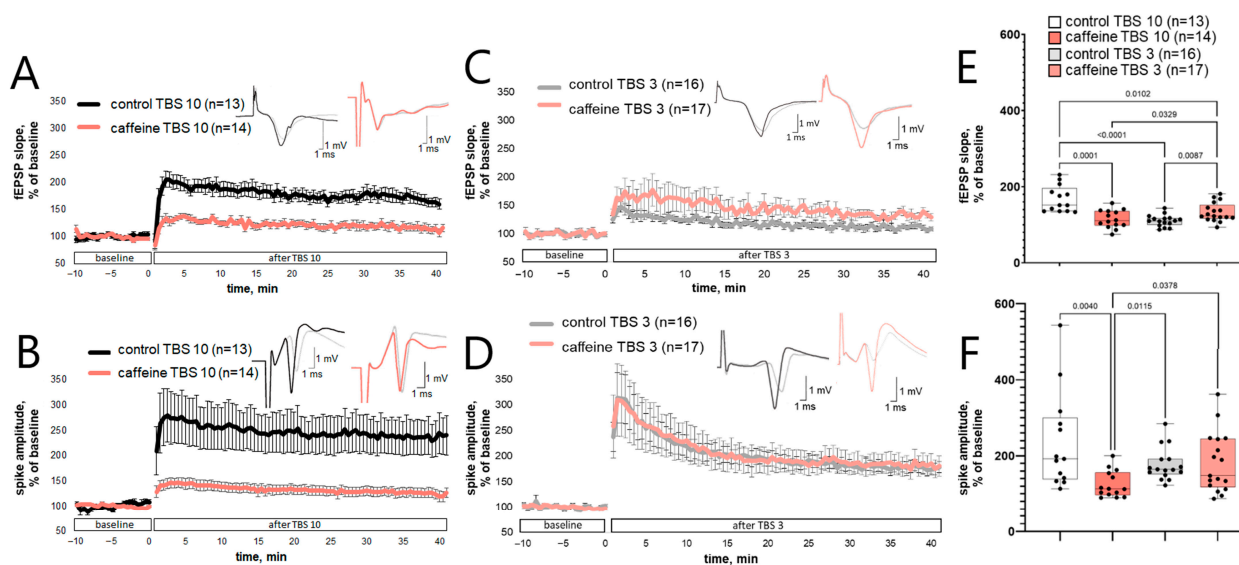 A
control TBS 10 (n=13)
caffeine TBS 10 (n=14)
1 mV
1 ms
1 mV
1 ms
fEPSP slope,
% of baseline
350
300
250
200
150
100
50
baseline
after TBS 10
−10 −5 0 5 10 15 20 25 30 35 40
time, min
B
control TBS 10 (n=13)
caffeine TBS 10 (n=14)
1 mV
1 ms
1 mV
1 ms
spike amplitude,
% of baseline
350
300
250
200
150
100
50
baseline
after TBS 10
−10 −5 0 5 10 15 20 25 30 35 40
time, min
C
control TBS 3 (n=16)
caffeine TBS 3 (n=17)
1 mV
1 ms
1 mV
1 ms
fEPSP slope,
% of baseline
350
300
250
200
150
100
50
baseline
after TBS 3
−10 −5 0 5 10 15 20 25 30 35 40
time, min
D
control TBS 3 (n=16)
caffeine TBS 3 (n=17)
1 mV
1 ms
1 mV
1 ms
spike amplitude,
% of baseline
350
300
250
200
150
100
50
baseline
after TBS 3
−10 −5 0 5 10 15 20 25 30 35 40
time, min
control TBS 10 (n=13)
caffeine TBS 10 (n=14)
control TBS 3 (n=16)
caffeine TBS 3 (n=17)
E
fEPSP slope,
% of baseline
600
400
200
0
0.0102
0.0329
<0.0001
0.0001
0.0087
F
spike amplitude,
% of baseline
600
400
200
0
0.0378
0.0040
0.0115